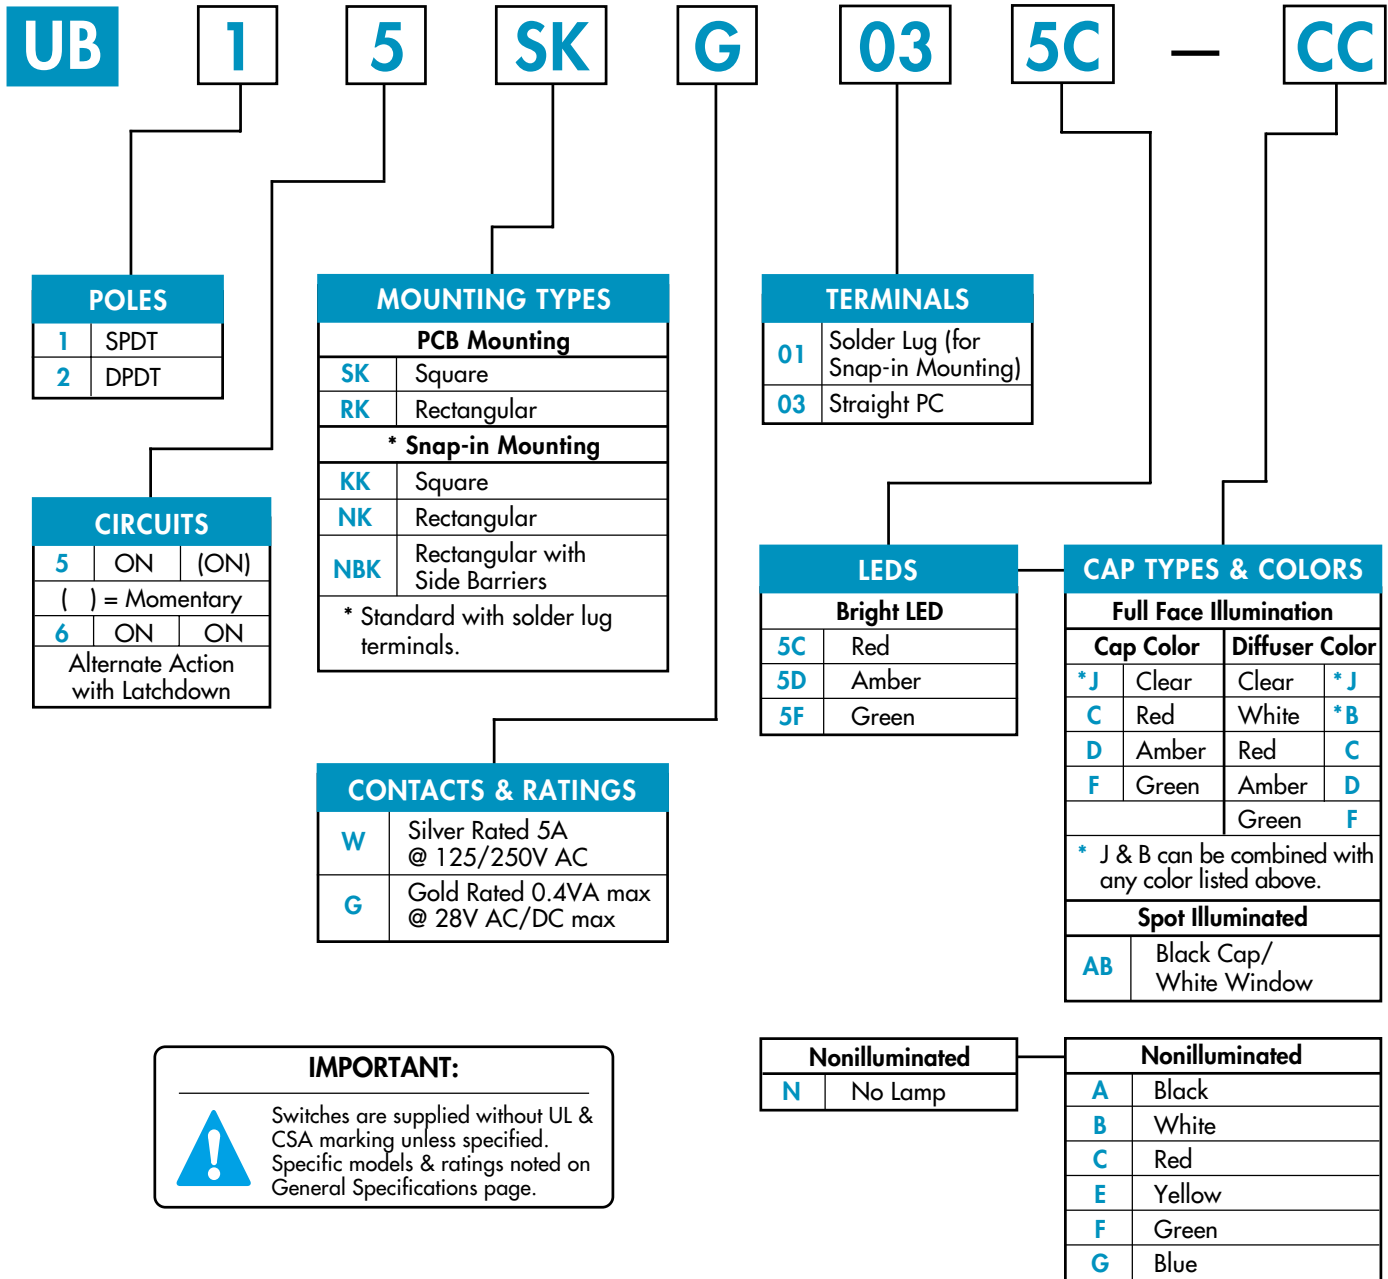 UB 1 5 SK G 03 5C — CC
POLES
1 SPDT
2 DPDT
CIRCUITS
5 ON (ON)
( ) = Momentary
6 ON ON
Alternate Action
with Latchdown
MOUNTING TYPES
PCB Mounting
SK Square
RK Rectangular
* Snap-in Mounting
KK Square
NK Rectangular
NBK Rectangular with
Side Barriers
* Standard with solder lug
terminals.
CONTACTS & RATINGS
W Silver Rated 5A
@ 125/250V AC
G Gold Rated 0.4VA max
@ 28V AC/DC max
TERMINALS
01 Solder Lug (for
Snap-in Mounting)
03 Straight PC
LEDS
Bright LED
5C Red
5D Amber
5F Green
CAP TYPES & COLORS
Full Face Illumination
Cap Color Diffuser Color
*J Clear Clear *J
C Red White *B
D Amber Red C
F Green Amber D
Green F
* J & B can be combined with
any color listed above.
Spot Illuminated
AB Black Cap/
White Window
Nonilluminated
N No Lamp
Nonilluminated
A Black
B White
C Red
E Yellow
F Green
G Blue
IMPORTANT:
Switches are supplied without UL &
CSA marking unless specified.
Specific models & ratings noted on
General Specifications page.